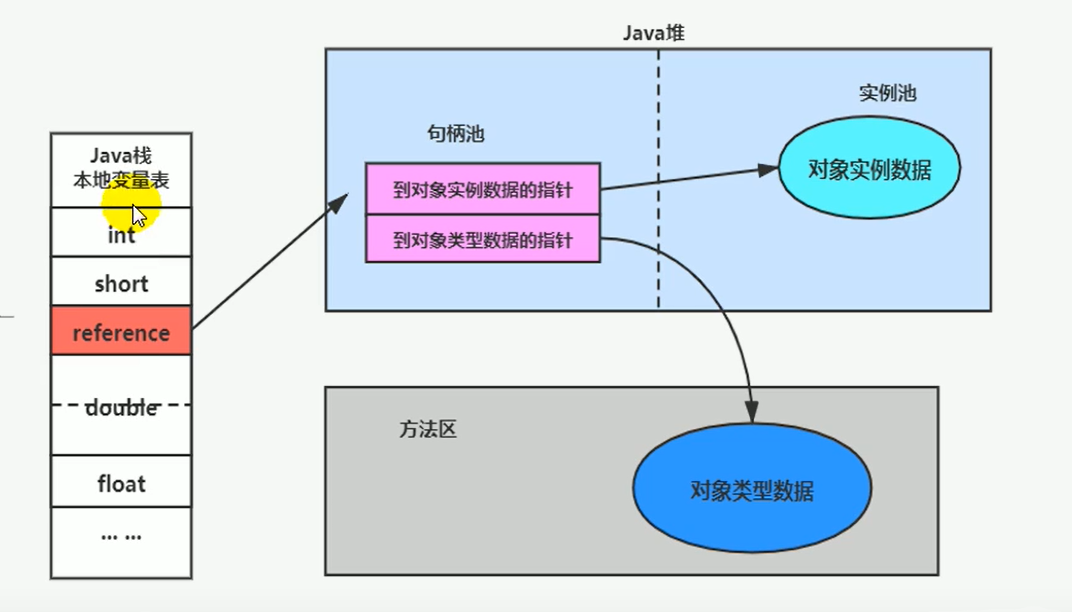 Java堆
实例池
句柄池
对象实例数据
到对象实例数据的指针
到对象类型数据的指针
Java栈
本地变量表
int
short
reference
double
float
... ...
方法区
对象类型数据